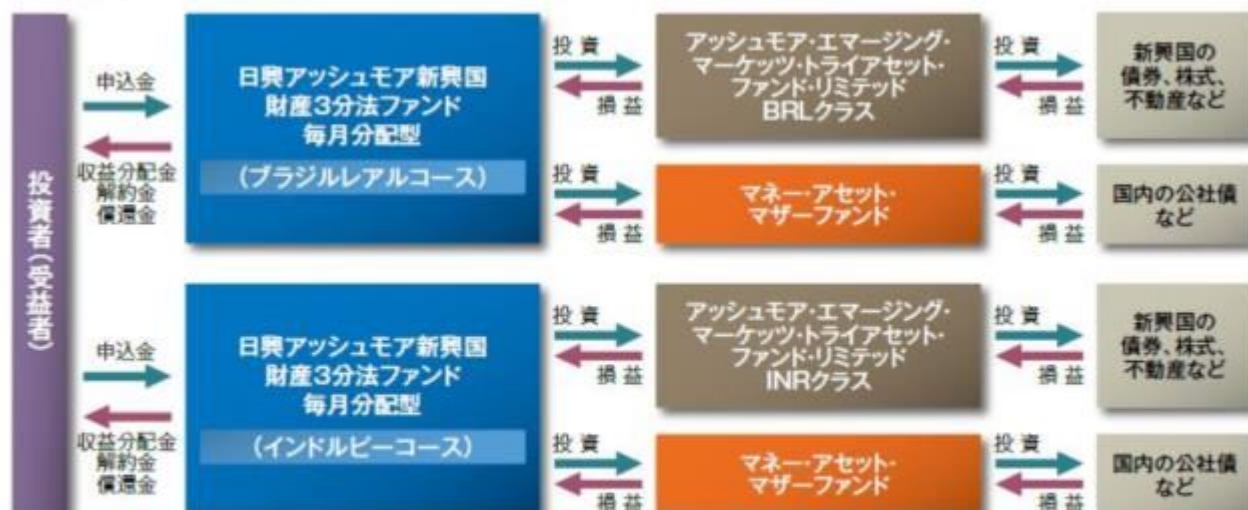 投資者(受益者)
申込金
収益分配金
解約金
償還金
日興アッシュモア新興国
財産3分法ファンド
毎月分配型
(ブラジルレアルコース)
投資
損益
アッシュモア・エマージング・
マーケッツ・トライアセット・
ファンド・リミテッド
BRLクラス
投資
損益
新興国の
債券、株式、
不動産など
投資
損益
マネー・アセット・
マザーファンド
投資
損益
国内の公社債
など
申込金
収益分配金
解約金
償還金
日興アッシュモア新興国
財産3分法ファンド
毎月分配型
(インドルピーコース)
投資
損益
アッシュモア・エマージング・
マーケッツ・トライアセット・
ファンド・リミテッド
INRクラス
投資
損益
新興国の
債券、株式、
不動産など
投資
損益
マネー・アセット・
マザーファンド
投資
損益
国内の公社債
など